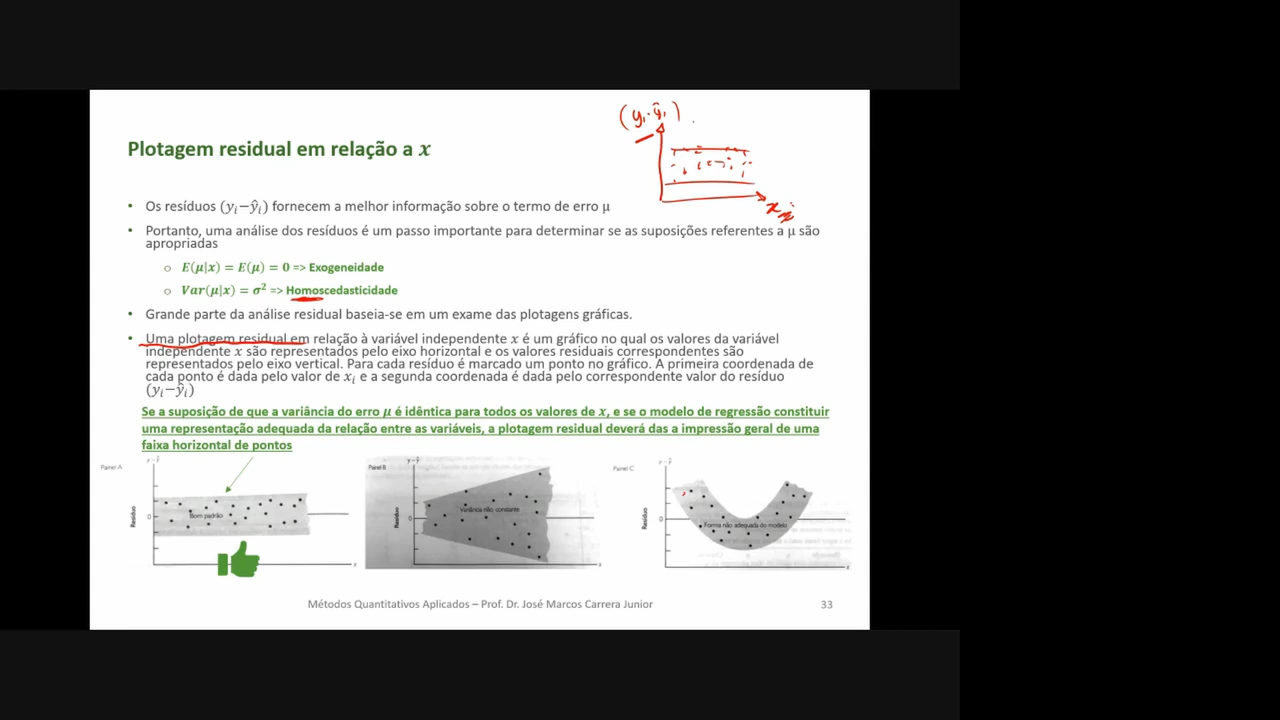 (yi-ŷi)
x
Plotagem residual em relação a x
• Os resíduos (yi−ŷi) fornecem a melhor informação sobre o termo de erro μ
• Portanto, uma análise dos resíduos é um passo importante para determinar se as suposições referentes a μ são
apropriadas
o E(μ|x) = E(μ) = 0 => Exogeneidade
o Var(μ|x) = σ² => Homoscedasticidade
• Grande parte da análise residual baseia-se em um exame das plotagens gráficas.
• Uma plotagem residual em relação à variável independente x é um gráfico no qual os valores da variável
independente x são representados pelo eixo horizontal e os valores residuais correspondentes são
representados pelo eixo vertical. Para cada resíduo é marcado um ponto no gráfico. A primeira coordenada de
cada ponto é dada pelo valor de xi e a segunda coordenada é dada pelo correspondente valor do resíduo
(yi−ŷi)
Se a suposição de que a variância do erro μ é idêntica para todos os valores de x, e se o modelo de regressão constituir
uma representação adequada da relação entre as variáveis, a plotagem residual deverá das a impressão geral de uma
faixa horizontal de pontos
Painel A
y − ŷ
Resíduo
0
Bom padrão
x
Painel B
y − ŷ
Resíduo
0
Variância não constante
x
Painel C
y − ŷ
Resíduo
0
Forma não adequada do modelo
x
Métodos Quantitativos Aplicados – Prof. Dr. José Marcos Carrera Junior
33